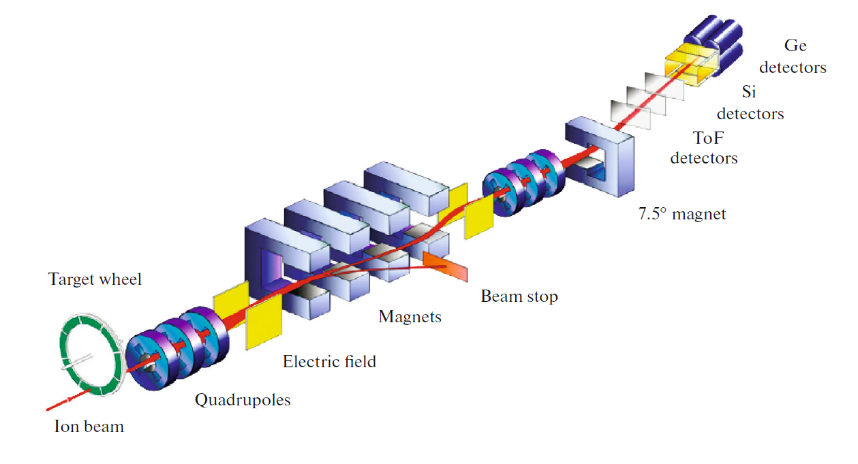 Ge
detectors
Si
detectors
ToF
detectors
7.5° magnet
Target wheel
Beam stop
Magnets
Electric field
Quadrupoles
Ion beam